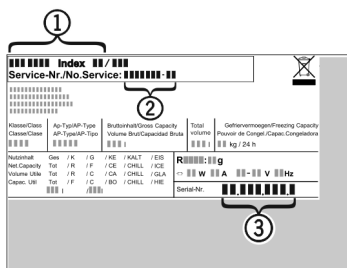 1
Index /
Service-Nr./No.Service: -
2
Klasse/Class Ap-Typ/AP-Type Bruttoinhalt/Gross Capacity Total Gefriervermoegen/Freezing Capacity
Classe/Clase AP-Type/AP-Tipo Volume Brut/Capacidad Bruta volume Pouvoir de Congel./Capac.Congeladora
l l kg / 24 h
Nutzinhalt Ges / K / G / KE / KALT / EIS
Net.Capacity Tot / R / F / CE / CHILL / ICE
Volume Utile Tot / R / C / CA / CHILL / GLA
Capac. Util Tot / F / C / BO / CHILL / HIE
l / l
R : g
W A - V Hz
Serial-Nr. . . .
3